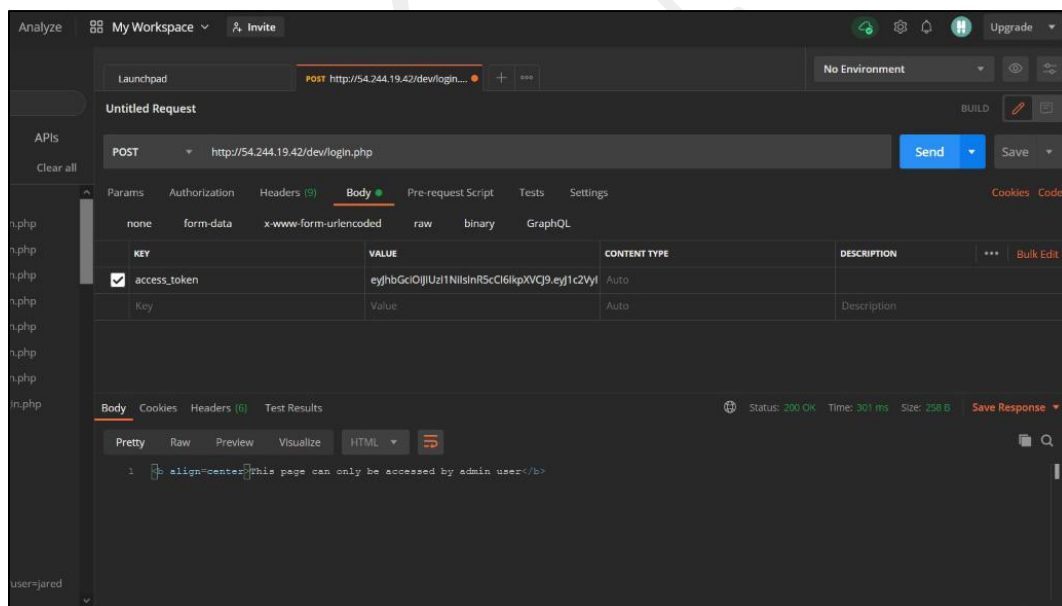 Analyze My Workspace Invite Upgrade
Launchpad POST http://54.244.19.42/dev/login.... No Environment
Untitled Request BUILD
APIs
POST http://54.244.19.42/dev/login.php Send Save
Clear all
Params Authorization Headers (9) Body Pre-request Script Tests Settings Cookies Code
n.php none form-data x-www-form-urlencoded raw binary GraphQL
n.php KEY VALUE CONTENT TYPE DESCRIPTION Bulk Edit
n.php access_token eyJhbGciOiJIUzI1NiIsInR5cCI6IkpXVCJ9.eyJ1c2VyI Auto
n.php Key Value Auto Description
n.php
n.php
n.php
in.php Body Cookies Headers (6) Test Results Status: 200 OK Time: 301 ms Size: 258 B Save Response
Pretty Raw Preview Visualize HTML
1 <b align=center>This page can only be accessed by admin user</b>
user=jared